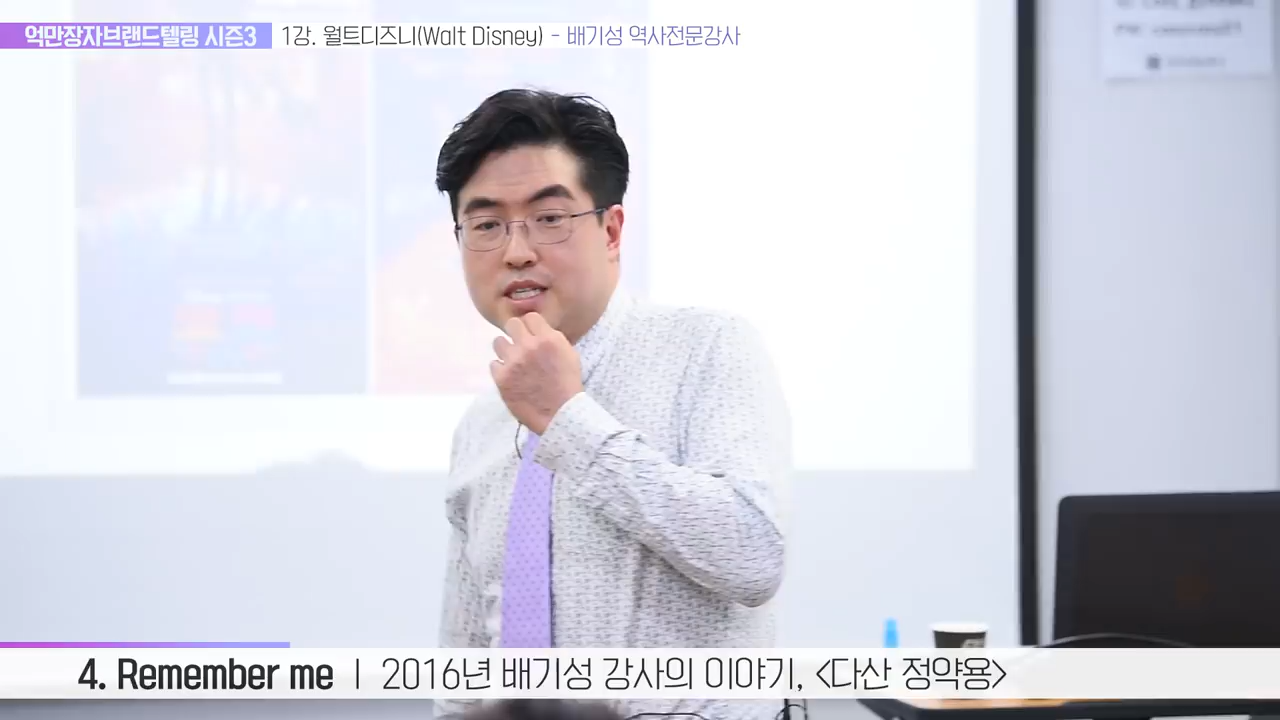 억만장자브랜드텔링 시즌3 1강. 월트디즈니(Walt Disney) - 배기성 역사전문강사
4. Remember me | 2016년 배기성 강사의 이야기, <다산 정약용>